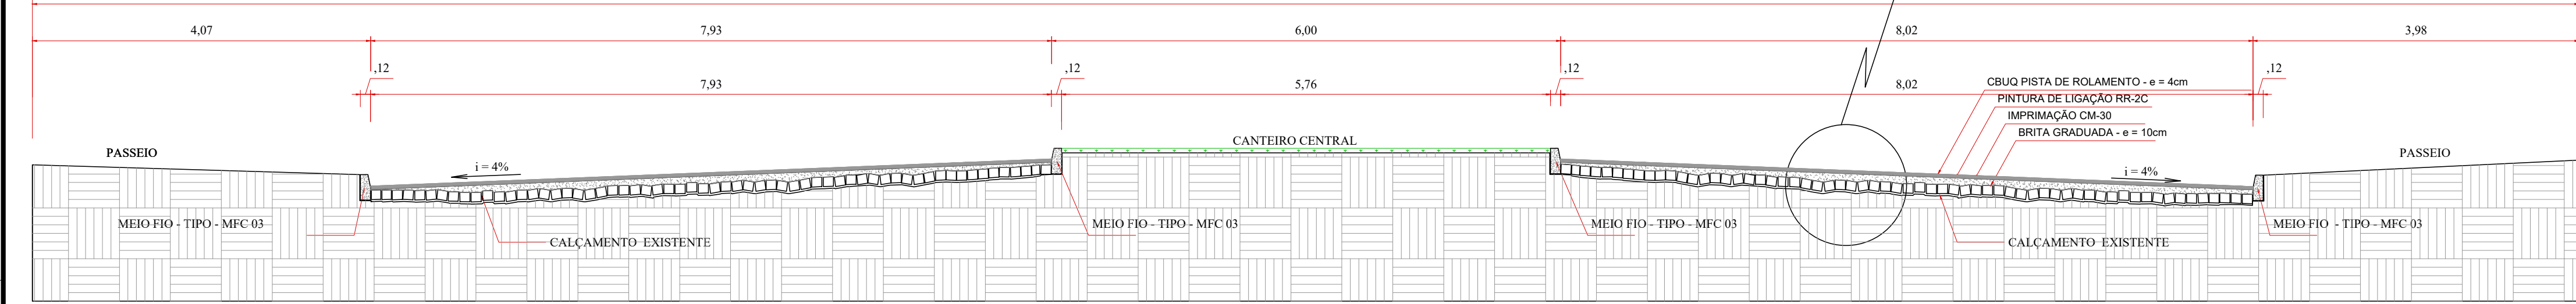 4,07
7,93
6,00
8,02
3,98
,12
,12
,12
,12
7,93
5,76
8,02
CBUQ PISTA DE ROLAMENTO - e = 4cm
PINTURA DE LIGAÇÃO RR-2C
IMPRIMAÇÃO CM-30
BRITA GRADUADA - e = 10cm
CANTEIRO CENTRAL
PASSEIO
PASSEIO
i = 4%
i = 4%
MEIO FIO - TIPO - MFC 03
MEIO FIO - TIPO - MFC 03
MEIO FIO - TIPO - MFC 03
MEIO FIO - TIPO - MFC 03
CALÇAMENTO EXISTENTE
CALÇAMENTO EXISTENTE